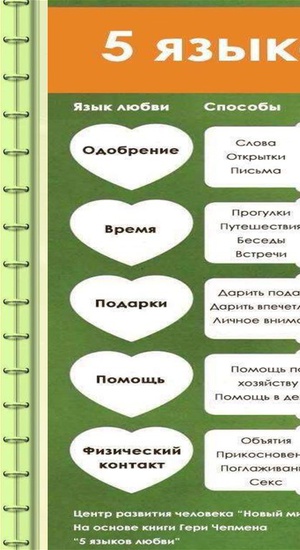 5 язык
Язык любви Способы
Одобрение
Слова
Открытки
Письма
Время
Прогулки
Путешествия
Беседы
Встречи
Подарки
Дарить пода
Дарить впечатл
Личное внима
Помощь
Помощь по
хозяйству
Помощь в де
Физический
контакт
Объятия
Прикосновен
Поглаживан
Секс
Центр развития человека "Новый ми
На основе книги Гери Чепмена
"5 языков любви"